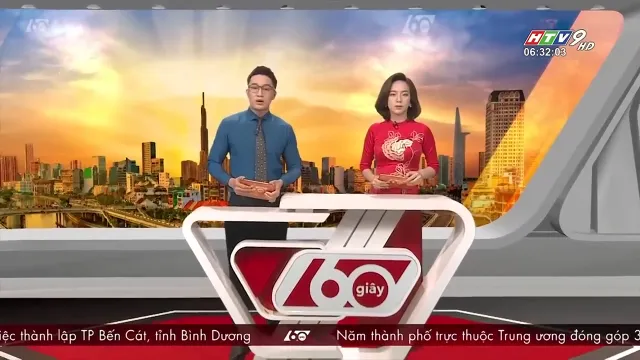 HTV9 HD
06:32:03
60 giây
iệc thành lập TP Bến Cát, tỉnh Bình Dương 60 Năm thành phố trực thuộc Trung ương đóng góp 3